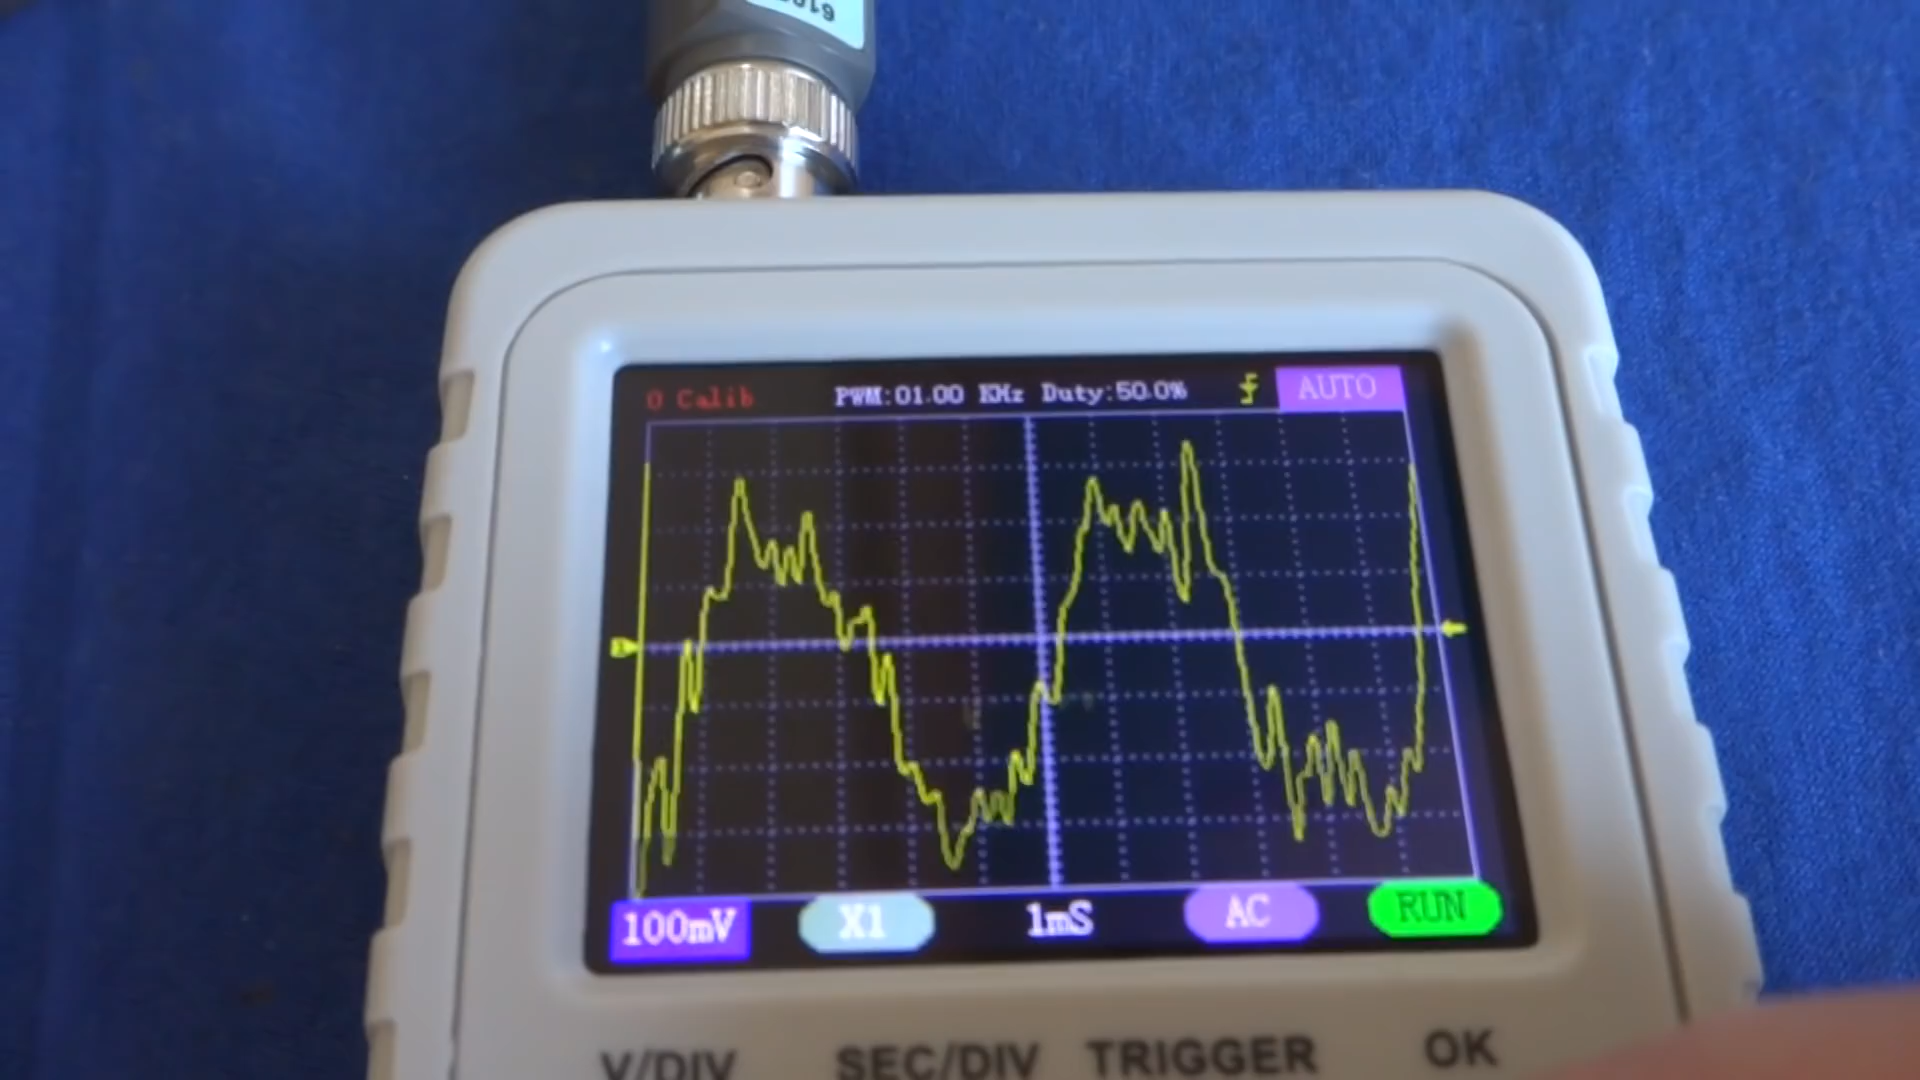 0 Calib PWM:01.00 KHz Duty:50.0% AUTO
100mV X1 1mS AC RUN
V/DIV SEC/DIV TRIGGER OK